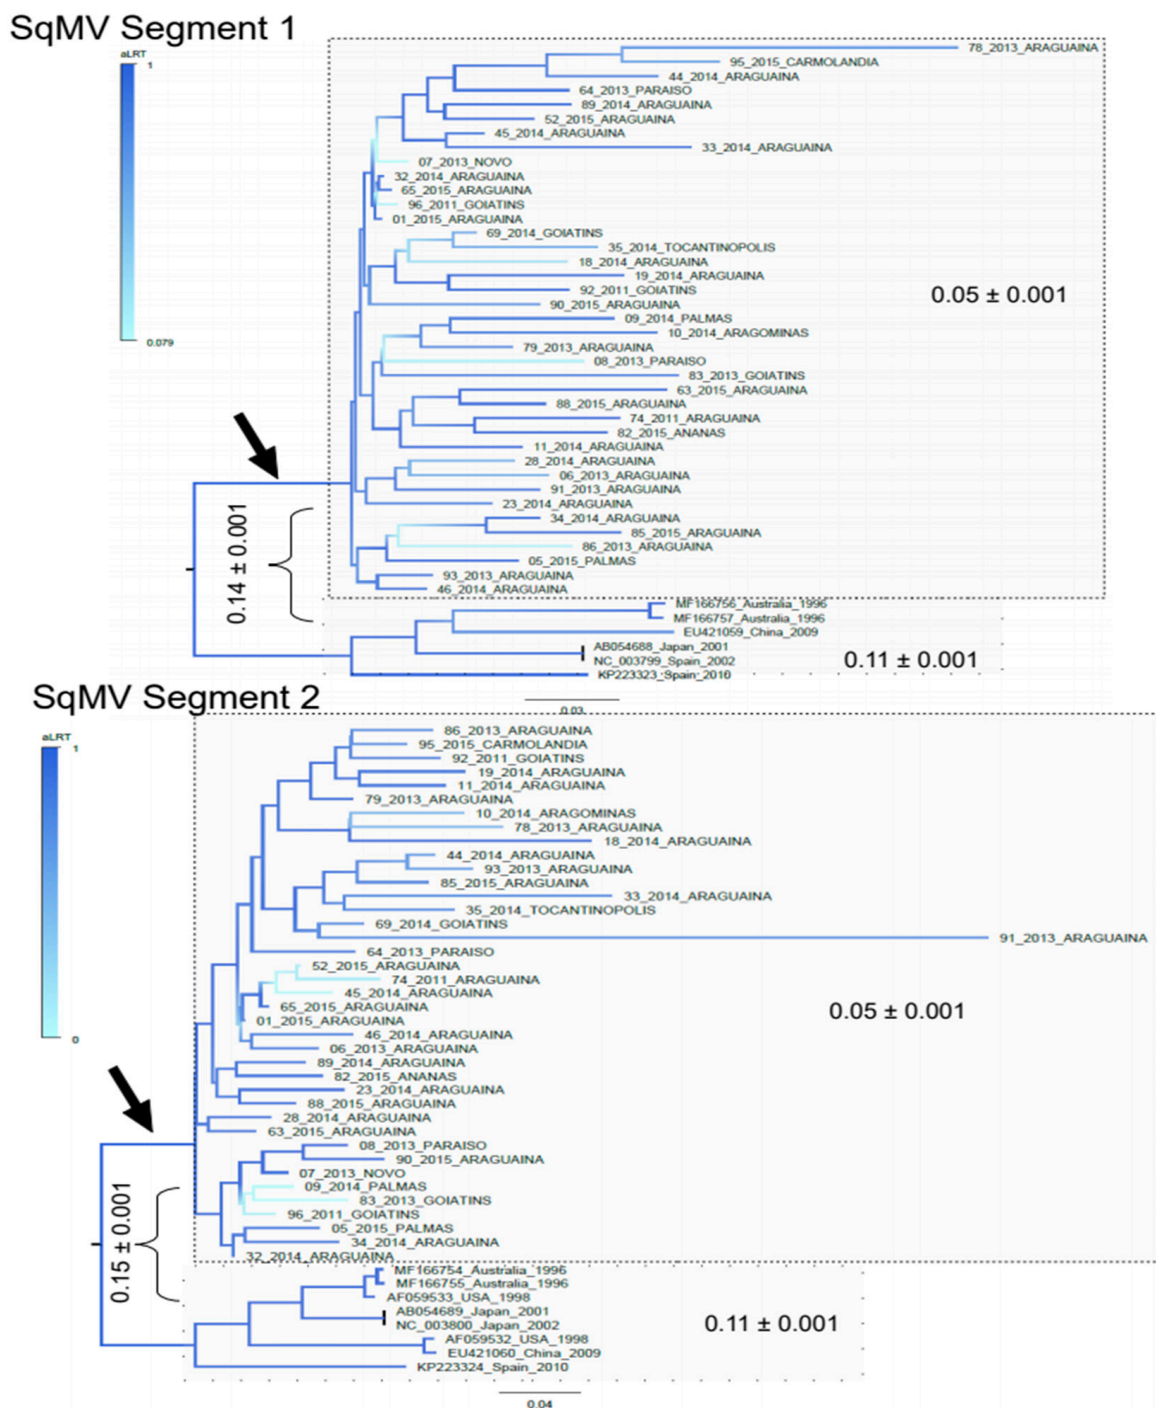 SqMV Segment 1
aLRT
1
0.079
78_2013_ARAGUAINA
95_2015_CARMOLANDIA
44_2014_ARAGUAINA
64_2013_PARAISO
89_2014_ARAGUAINA
52_2015_ARAGUAINA
45_2014_ARAGUAINA
33_2014_ARAGUAINA
07_2013_NOVO
32_2014_ARAGUAINA
65_2015_ARAGUAINA
96_2011_GOIATINS
01_2015_ARAGUAINA
69_2014_GOIATINS
35_2014_TOCANTINOPOLIS
18_2014_ARAGUAINA
19_2014_ARAGUAINA
92_2011_GOIATINS
0.05 ± 0.001
90_2015_ARAGUAINA
09_2014_PALMAS
10_2014_ARAGOMINAS
79_2013_ARAGUAINA
08_2013_PARAISO
83_2013_GOIATINS
63_2015_ARAGUAINA
88_2015_ARAGUAINA
74_2011_ARAGUAINA
82_2015_ANANAS
11_2014_ARAGUAINA
28_2014_ARAGUAINA
06_2013_ARAGUAINA
91_2013_ARAGUAINA
23_2014_ARAGUAINA
34_2014_ARAGUAINA
85_2015_ARAGUAINA
86_2013_ARAGUAINA
05_2015_PALMAS
93_2013_ARAGUAINA
46_2014_ARAGUAINA
0.14 ± 0.001
MF166756_Australia_1996
MF166757_Australia_1996
EU421059_China_2009
AB054688_Japan_2001
NC_003799_Spain_2002
0.11 ± 0.001
KP223323_Spain_2010
0.03
SqMV Segment 2
aLRT
1
0
86_2013_ARAGUAINA
95_2015_CARMOLANDIA
92_2011_GOIATINS
19_2014_ARAGUAINA
11_2014_ARAGUAINA
79_2013_ARAGUAINA
10_2014_ARAGOMINAS
78_2013_ARAGUAINA
18_2014_ARAGUAINA
44_2014_ARAGUAINA
93_2013_ARAGUAINA
85_2015_ARAGUAINA
33_2014_ARAGUAINA
35_2014_TOCANTINOPOLIS
69_2014_GOIATINS
91_2013_ARAGUAINA
64_2013_PARAISO
52_2015_ARAGUAINA
74_2011_ARAGUAINA
45_2014_ARAGUAINA
65_2015_ARAGUAINA
0.05 ± 0.001
01_2015_ARAGUAINA
46_2014_ARAGUAINA
06_2013_ARAGUAINA
89_2014_ARAGUAINA
82_2015_ANANAS
23_2014_ARAGUAINA
88_2015_ARAGUAINA
28_2014_ARAGUAINA
63_2015_ARAGUAINA
08_2013_PARAISO
90_2015_ARAGUAINA
07_2013_NOVO
09_2014_PALMAS
83_2013_GOIATINS
96_2011_GOIATINS
05_2015_PALMAS
34_2014_ARAGUAINA
32_2014_ARAGUAINA
0.15 ± 0.001
MF166754_Australia_1996
MF166755_Australia_1996
AF059533_USA_1998
AB054689_Japan_2001
NC_003800_Japan_2002
0.11 ± 0.001
AF059532_USA_1998
EU421060_China_2009
KP223324_Spain_2010
0.04